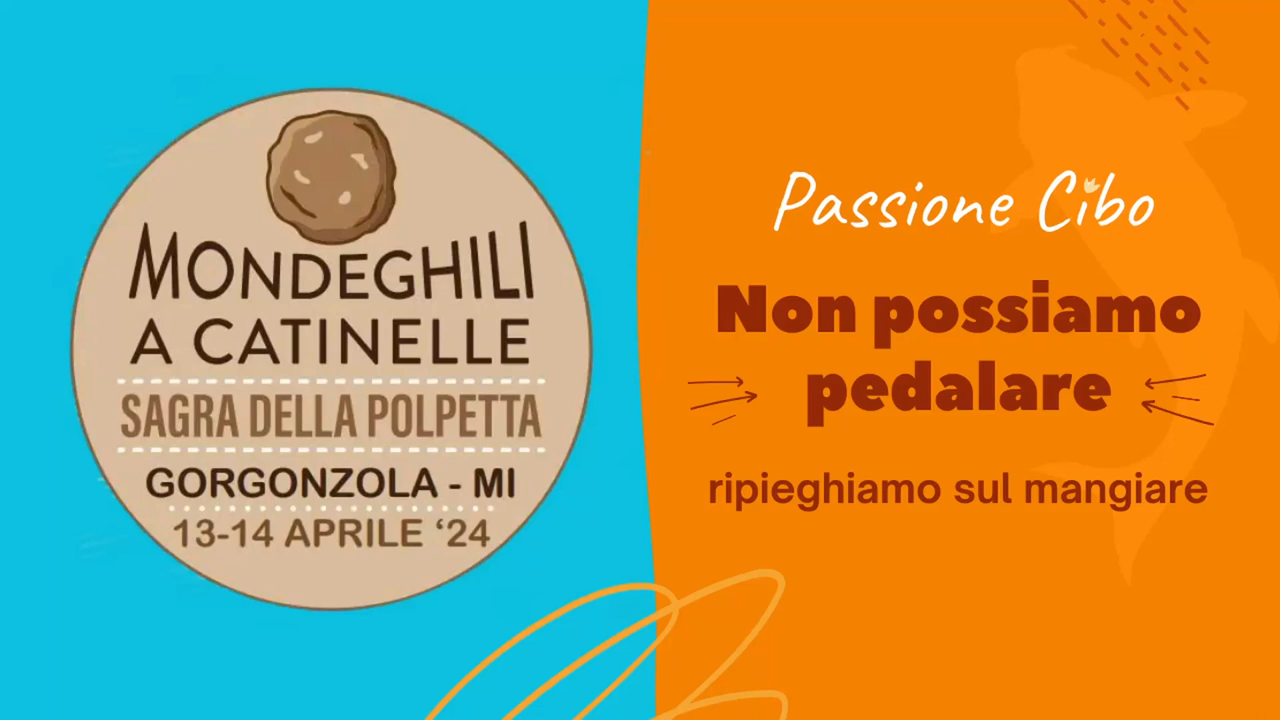 MONDEGHILI
A CATINELLE
SAGRA DELLA POLPETTA
GORGONZOLA - MI
13-14 APRILE ‘24
Passione Cibo
Non possiamo
pedalare
ripieghiamo sul mangiare